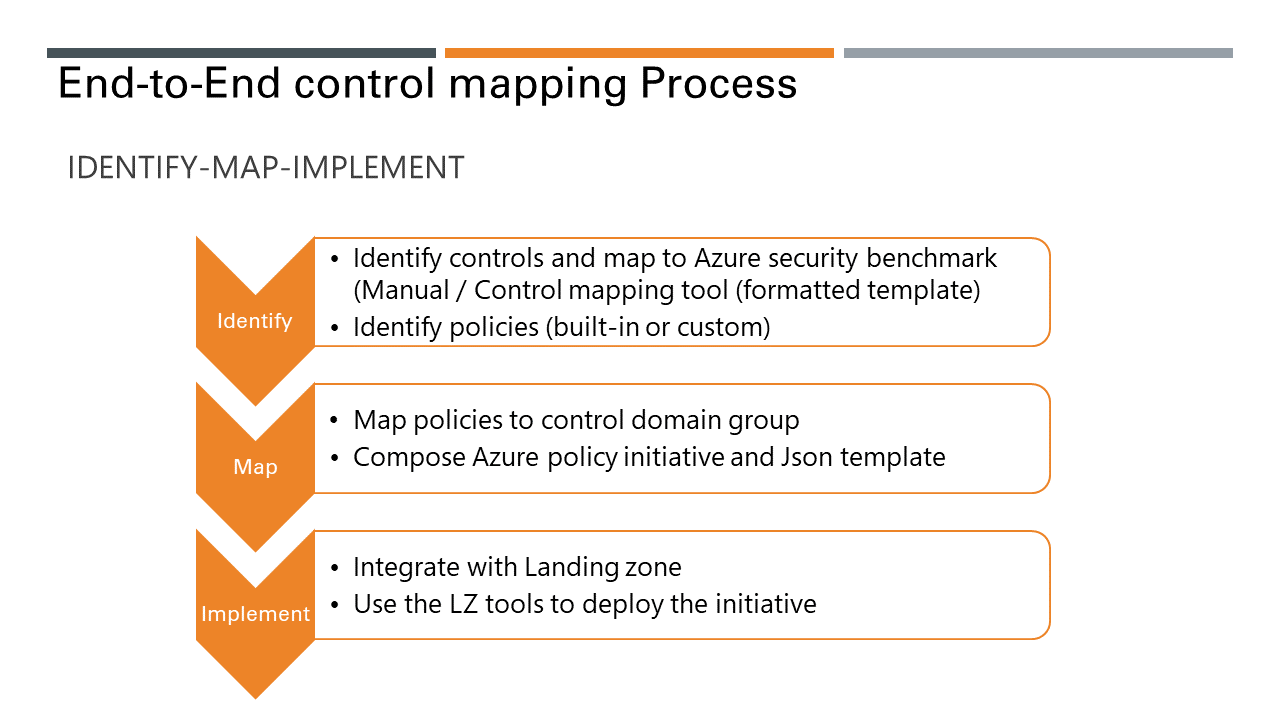 End-to-End control mapping Process
IDENTIFY-MAP-IMPLEMENT
Identify
• Identify controls and map to Azure security benchmark
(Manual / Control mapping tool (formatted template)
• Identify policies (built-in or custom)
Map
• Map policies to control domain group
• Compose Azure policy initiative and Json template
Implement
• Integrate with Landing zone
• Use the LZ tools to deploy the initiative